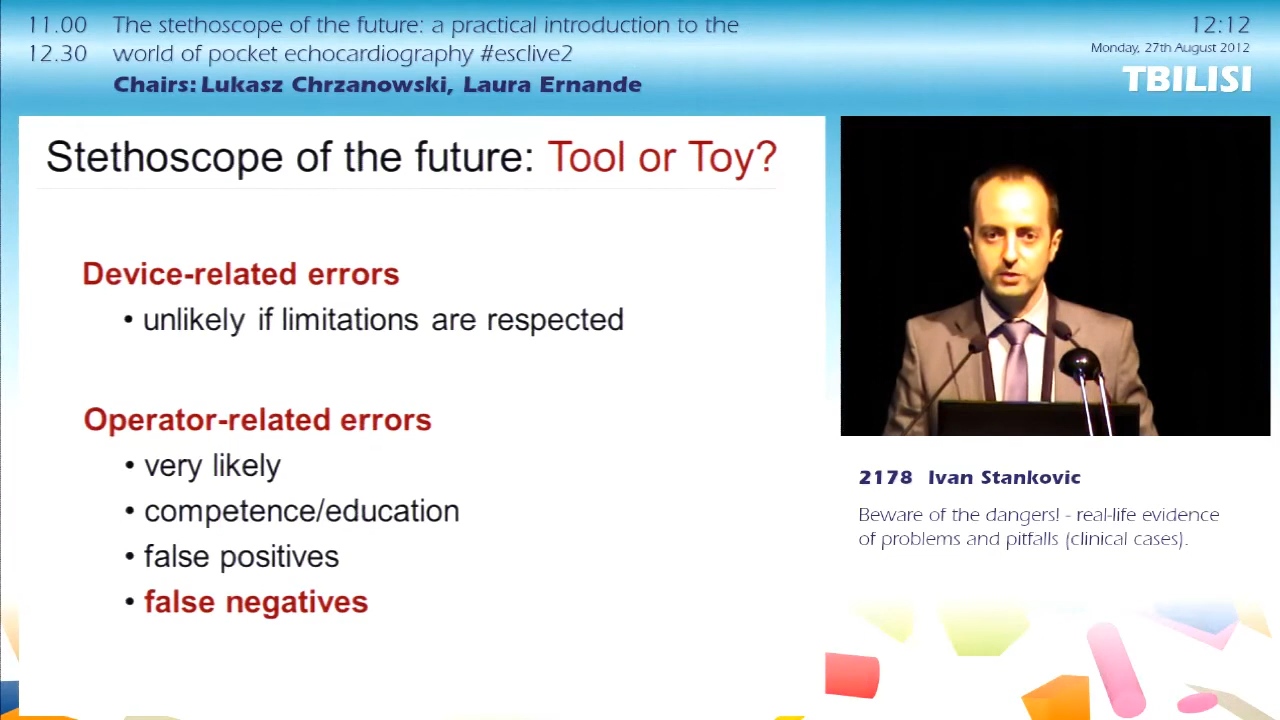 11.00 The stethoscope of the future: a practical introduction to the
12.30 world of pocket echocardiography #esclive2
Chairs: Lukasz Chrzanowski, Laura Ernande
12:12
Monday, 27th August 2012
TBILISI
Stethoscope of the future: Tool or Toy?
Device-related errors
• unlikely if limitations are respected
Operator-related errors
• very likely
• competence/education
• false positives
• false negatives
2178 Ivan Stankovic
Beware of the dangers! - real-life evidence
of problems and pitfalls (clinical cases).